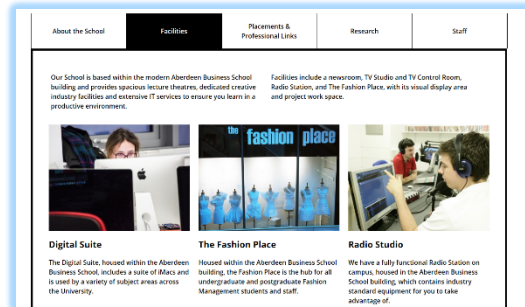 About the School
Facilities
Placements &
Professional Links
Research
Staff
Our School is based within the modern Aberdeen Business School
building and provides spacious lecture theatres, dedicated creative
industry facilities and extensive IT services to ensure you learn in a
productive environment.
Facilities include a newsroom, TV Studio and TV Control Room,
Radio Station, and The Fashion Place, with its visual display area
and project work space.
the fashion place
Digital Suite
The Digital Suite, housed within the Aberdeen
Business School, includes a suite of iMacs and
is used by a variety of subject areas across
the University.
The Fashion Place
Housed within the Aberdeen Business School
building, the Fashion Place is the hub for all
undergraduate and postgraduate Fashion
Management students and staff.
Radio Studio
We have a fully functional Radio Station on
campus, housed in the Aberdeen Business
School building, which contains industry
standard equipment for you to take
advantage of.